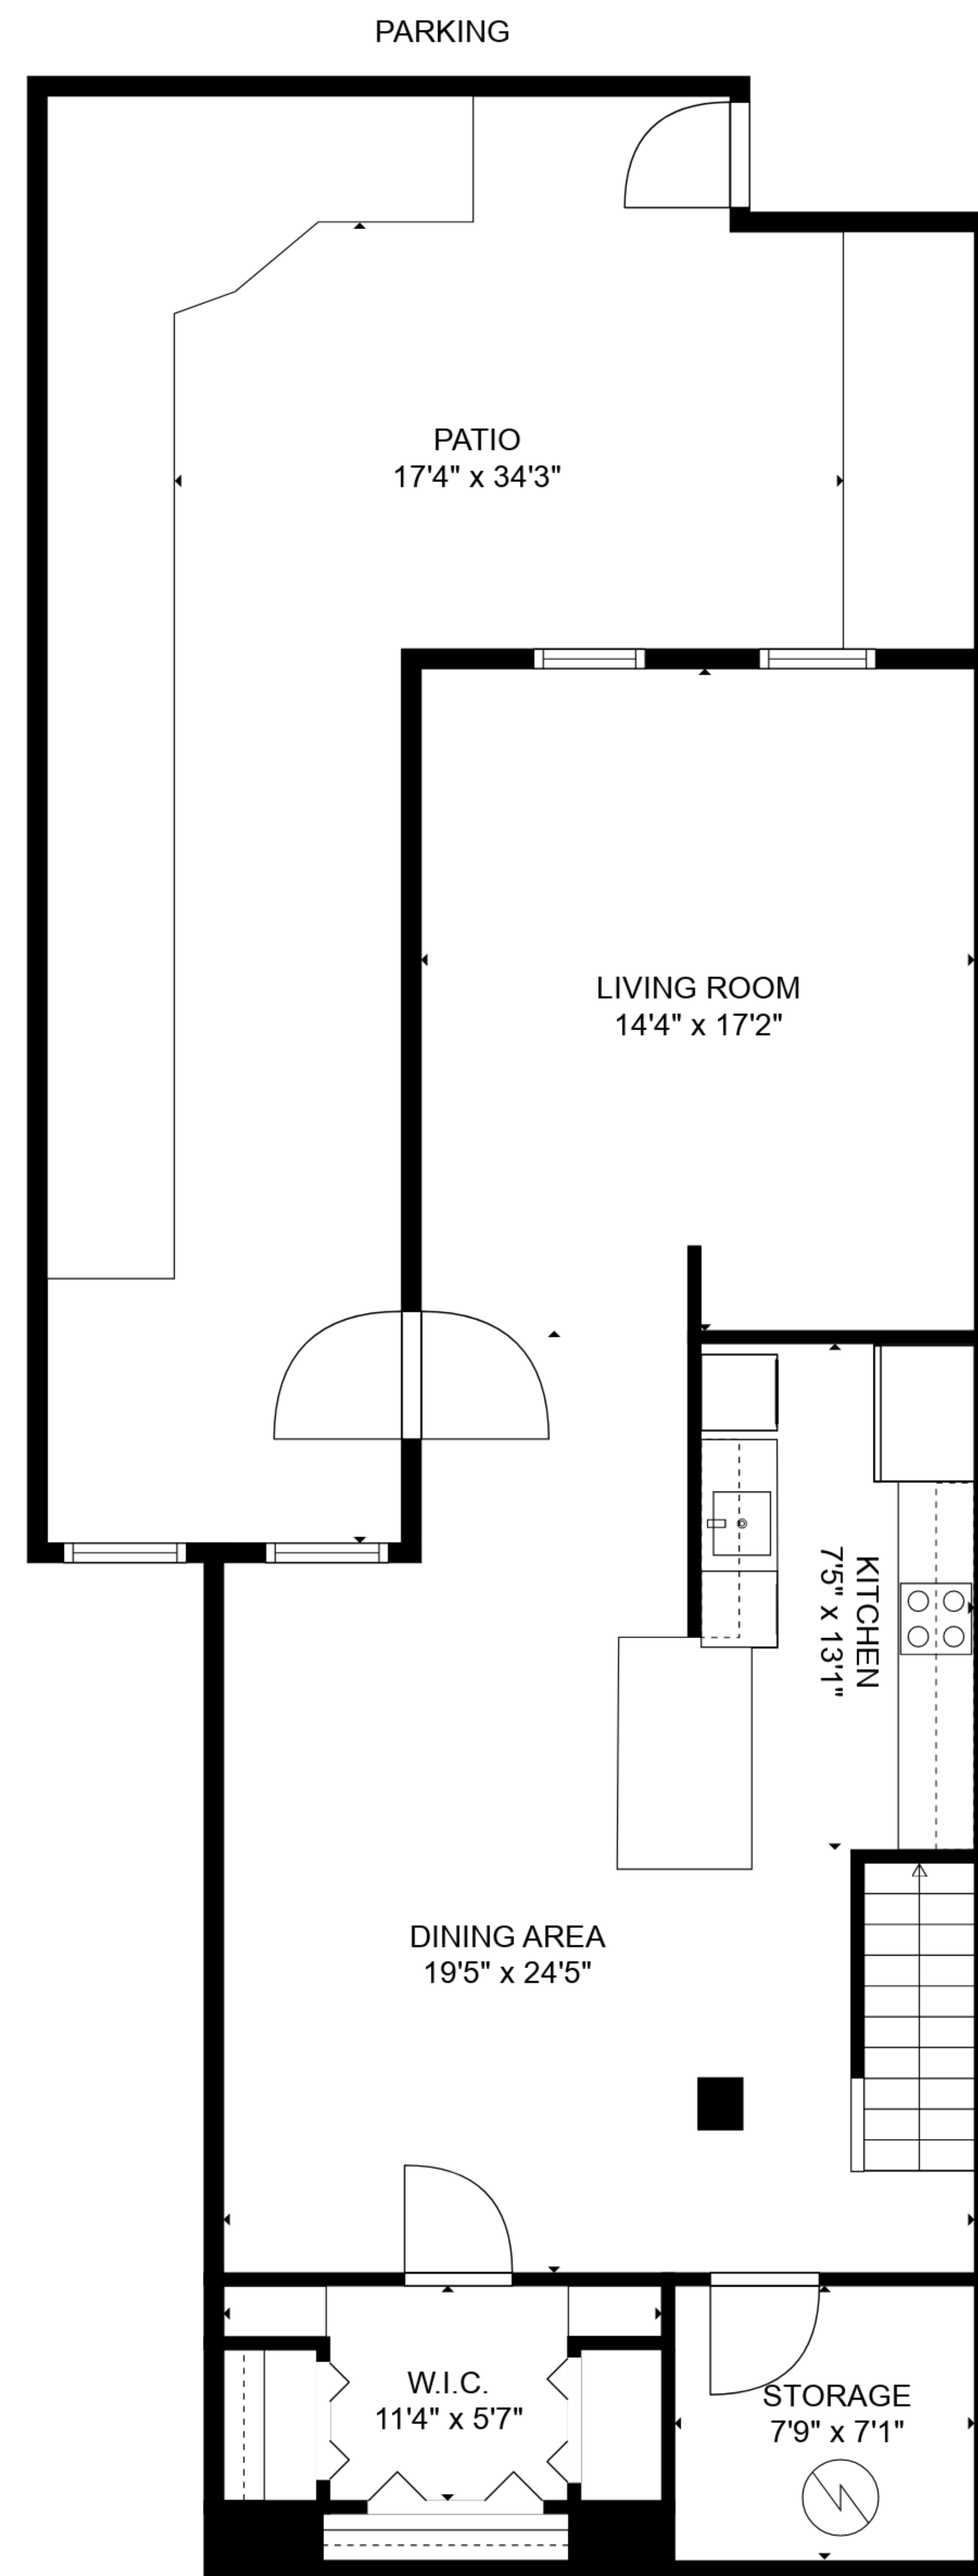 PARKING
PATIO
17'4" x 34'3"
LIVING ROOM
14'4" x 17'2"
KITCHEN
7'5" x 13'1"
DINING AREA
19'5" x 24'5"
W.I.C.
11'4" x 5'7"
STORAGE
7'9" x 7'1"